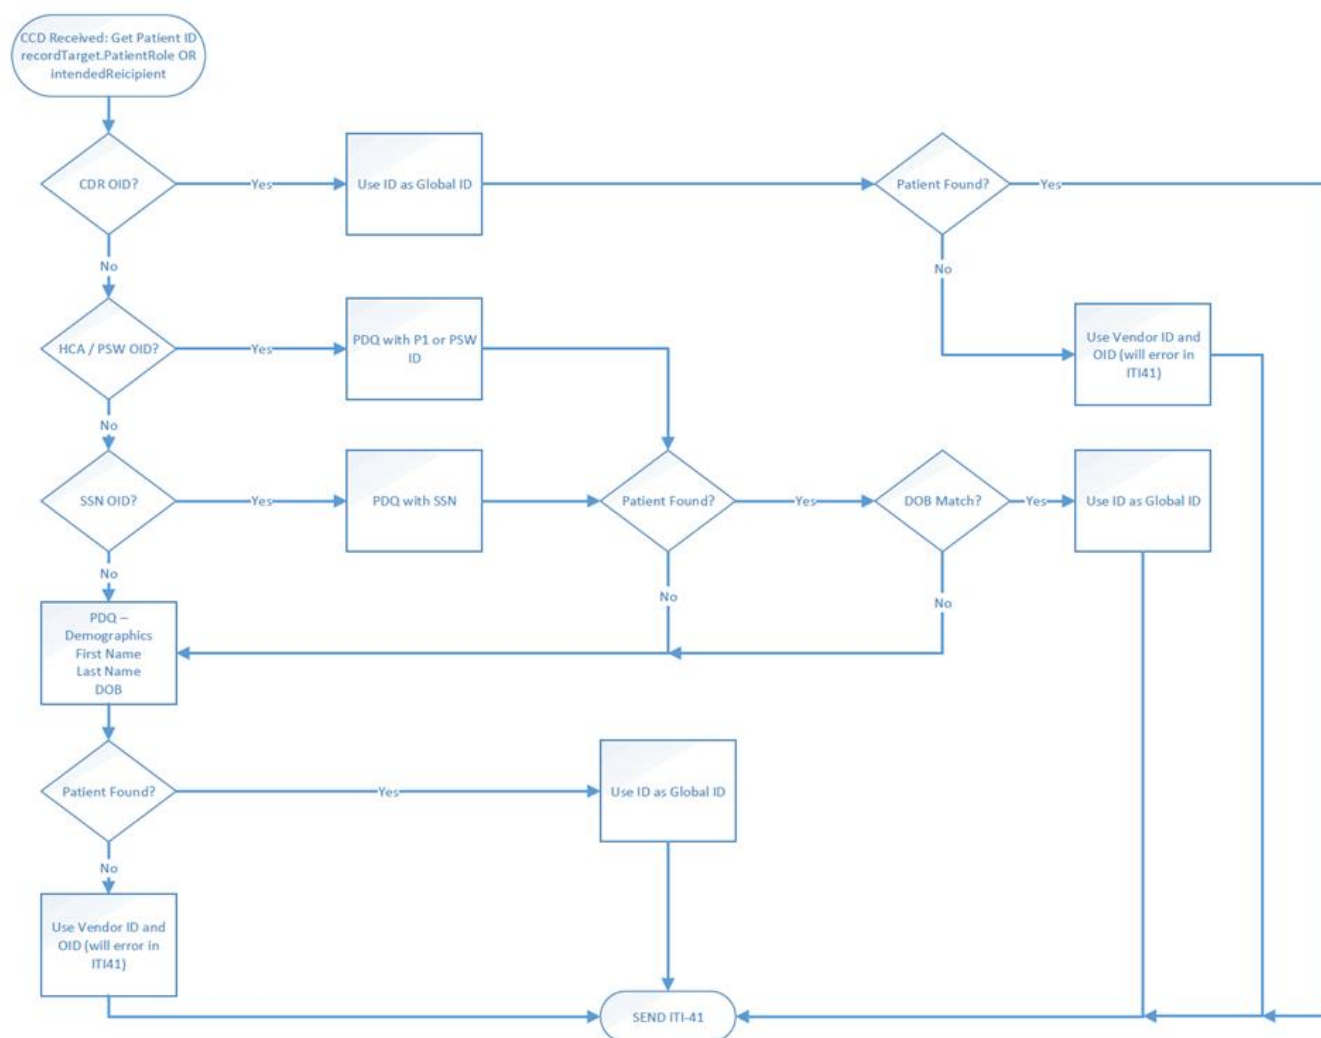 CCD Received: Get Patient ID
recordTarget.PatientRole OR
intendedReicipient
CDR OID?
Yes
Use ID as Global ID
Patient Found?
Yes
No
No
HCA / PSW OID?
Yes
PDQ with P1 or PSW
ID
Use Vendor ID and
OID (will error in
ITI41)
No
SSN OID?
Yes
PDQ with SSN
Patient Found?
Yes
DOB Match?
Yes
Use ID as Global ID
No
No
No
PDQ –
Demographics
First Name
Last Name
DOB
Patient Found?
Yes
Use ID as Global ID
No
Use Vendor ID and
OID (will error in
ITI41)
SEND ITI-41